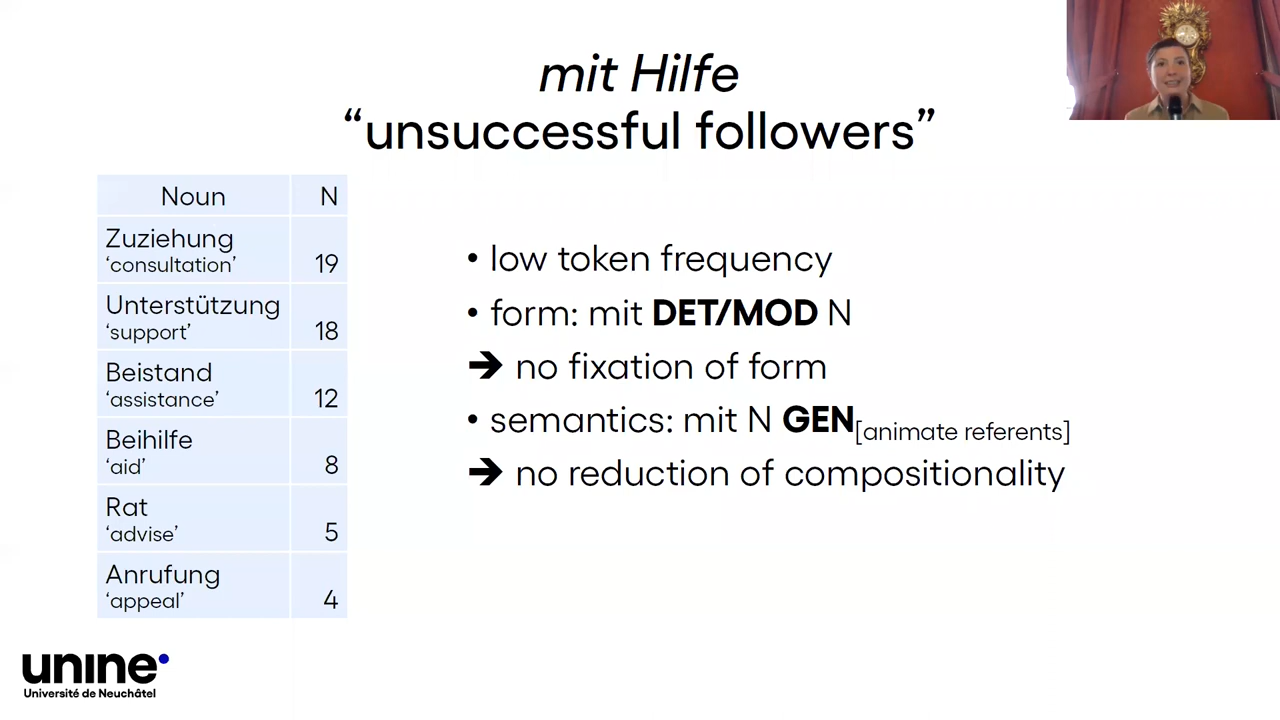 mit Hilfe
“unsuccessful followers”
Noun N
Zuziehung
‘consultation’ 19
Unterstützung
‘support’ 18
Beistand
‘assistance’ 12
Beihilfe
‘aid’ 8
Rat
‘advise’ 5
Anrufung
‘appeal’ 4
• low token frequency
• form: mit DET/MOD N
➔ no fixation of form
• semantics: mit N GEN[animate referents]
➔ no reduction of compositionality
unine
Université de Neuchâtel